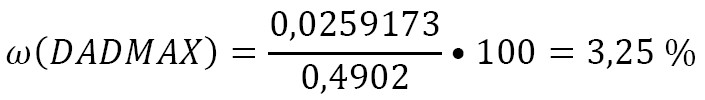 ω(DADMAX) = 0,0259173 / 0,4902 • 100 = 3,25 %